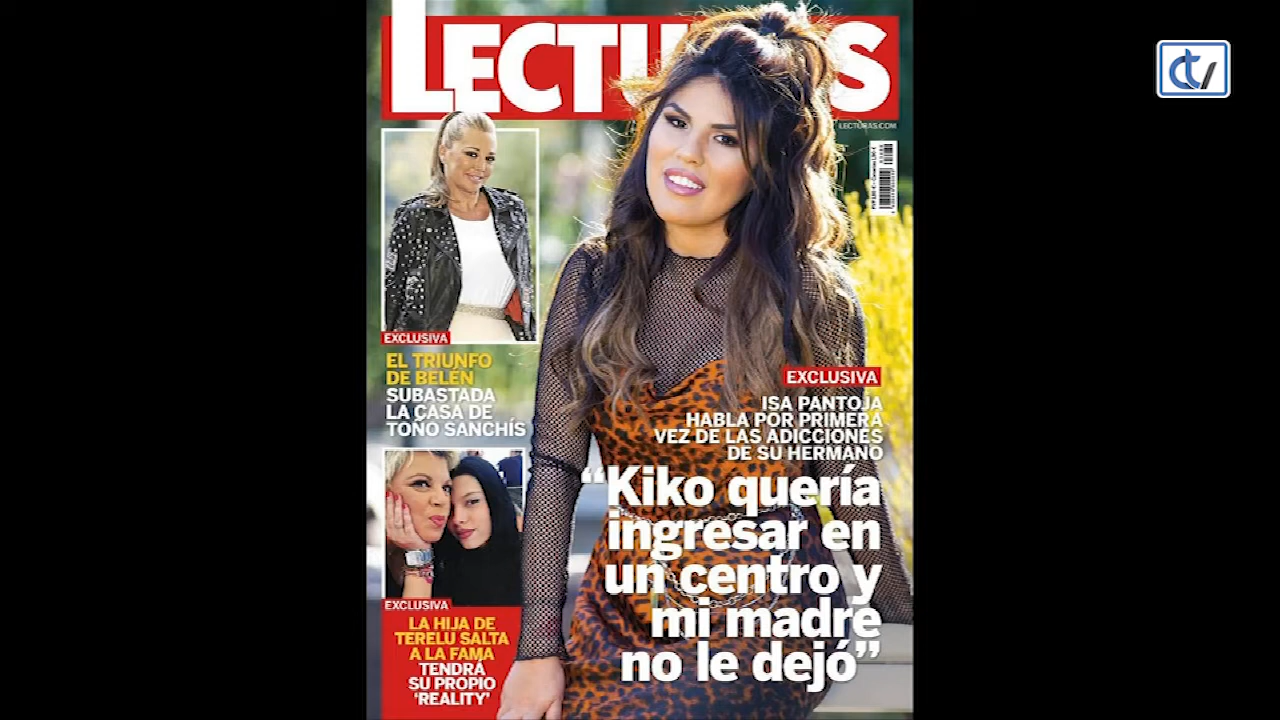 LECTURAS
LECTURAS.COM
EXCLUSIVA
EL TRIUNFO
DE BELÉN
SUBASTADA
LA CASA DE
TOÑO SANCHÍS
EXCLUSIVA
LA HIJA DE
TERELU SALTA
A LA FAMA
TENDRÁ
SU PROPIO
‘REALITY’
EXCLUSIVA
ISA PANTOJA
HABLA POR PRIMERA
VEZ DE LAS ADICCIONES
DE SU HERMANO
“Kiko quería
ingresar en
un centro y
mi madre
no le dejó”
ctv